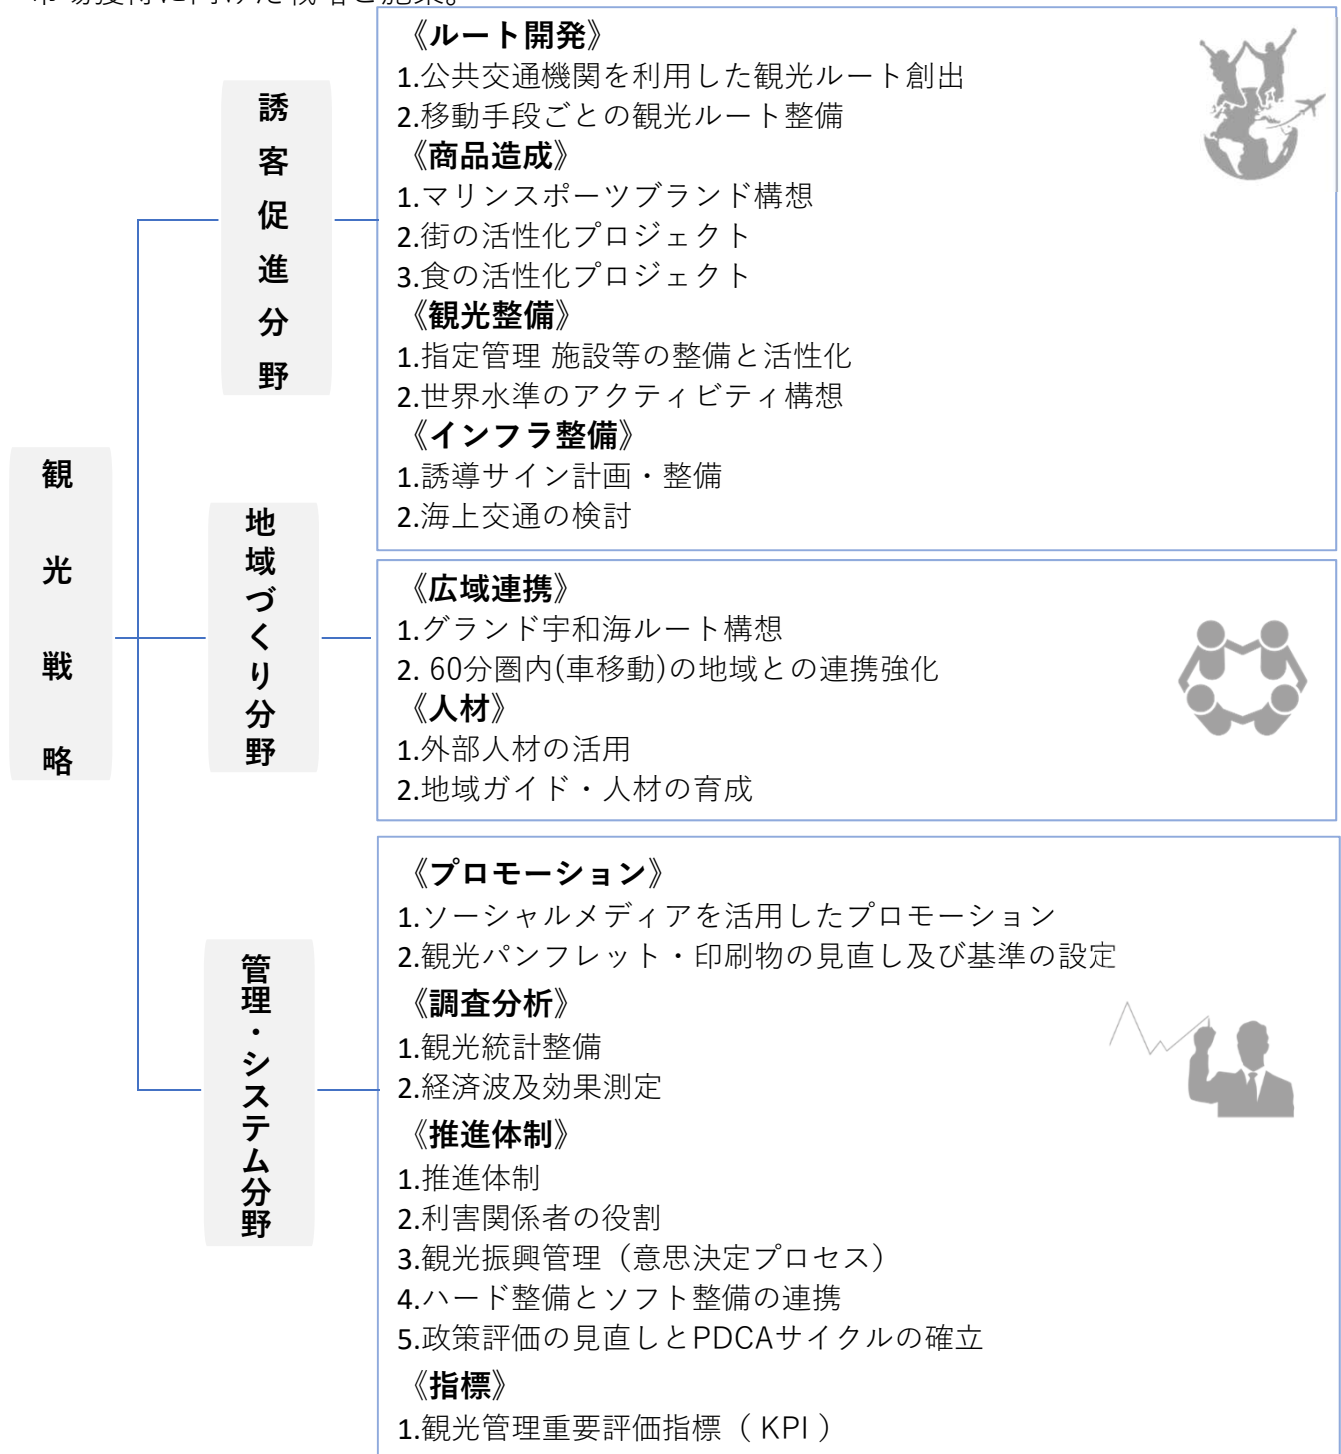 観光戦略
誘客促進分野
《ルート開発》
1.公共交通機関を利用した観光ルート創出
2.移動手段ごとの観光ルート整備
《商品造成》
1.マリンスポーツブランド構想
2.街の活性化プロジェクト
3.食の活性化プロジェクト
《観光整備》
1.指定管理 施設等の整備と活性化
2.世界水準のアクティビティ構想
《インフラ整備》
1.誘導サイン計画・整備
2.海上交通の検討
地域づくり分野
《広域連携》
1.グランド宇和海ルート構想
2. 60分圏内(車移動)の地域との連携強化
《人材》
1.外部人材の活用
2.地域ガイド・人材の育成
管理・システム分野
《プロモーション》
1.ソーシャルメディアを活用したプロモーション
2.観光パンフレット・印刷物の見直し及び基準の設定
《調査分析》
1.観光統計整備
2.経済波及効果測定
《推進体制》
1.推進体制
2.利害関係者の役割
3.観光振興管理（意思決定プロセス）
4.ハード整備とソフト整備の連携
5.政策評価の見直しとPDCAサイクルの確立
《指標》
1.観光管理重要評価指標（ KPI ）